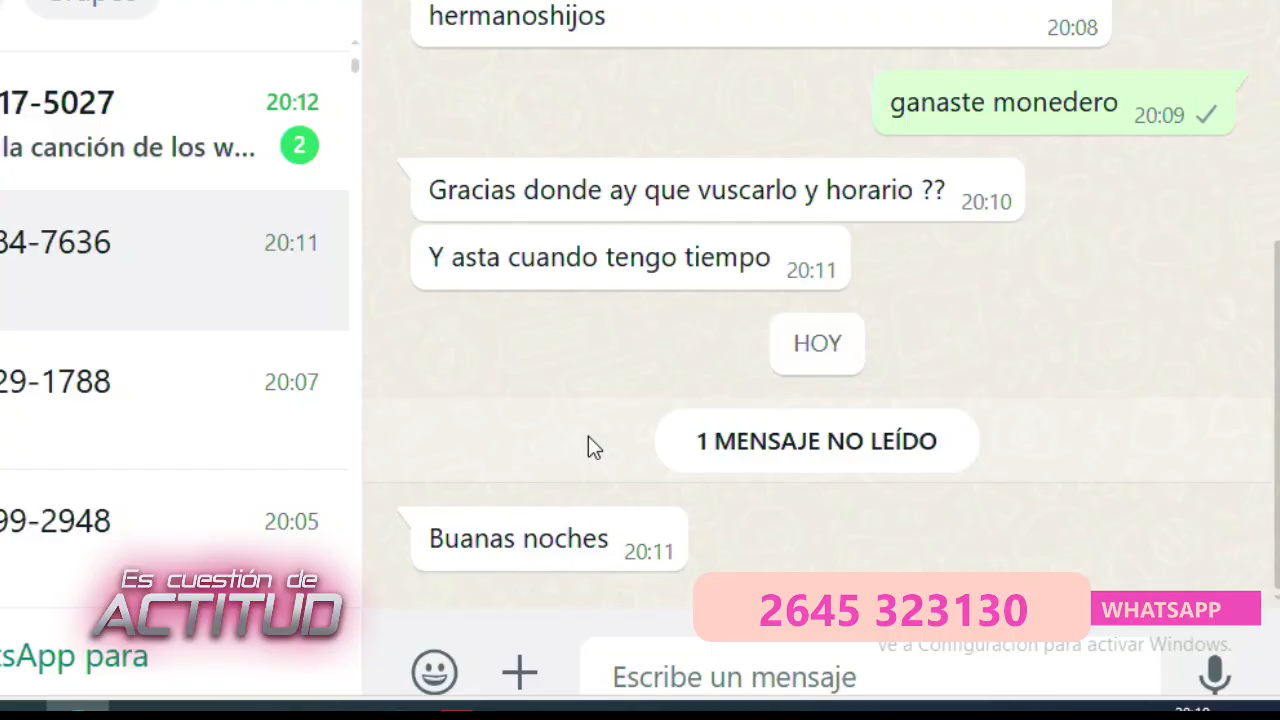 hermanoshijos
20:08
17-5027
20:12
la canción de los w...
2
ganaste monedero
20:09
Gracias donde ay que vuscarlo y horario ??
20:10
34-7636
20:11
Y asta cuando tengo tiempo
20:11
HOY
29-1788
20:07
1 MENSAJE NO LEÍDO
99-2948
20:05
Buanas noches
20:11
Es cuestión de
ACTITUD
2645 323130
WHATSAPP
tsApp para
Ve a Configuración para activar Windows.
Escribe un mensaje